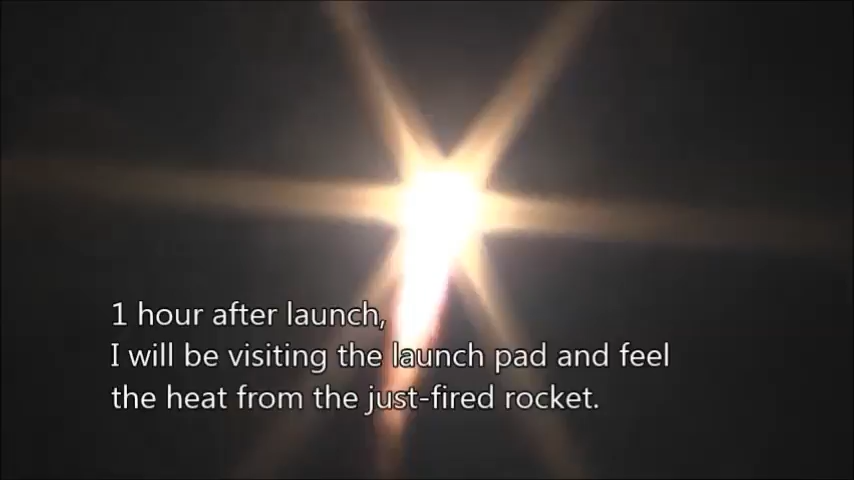 1 hour after launch,
I will be visiting the launch pad and feel
the heat from the just-fired rocket.